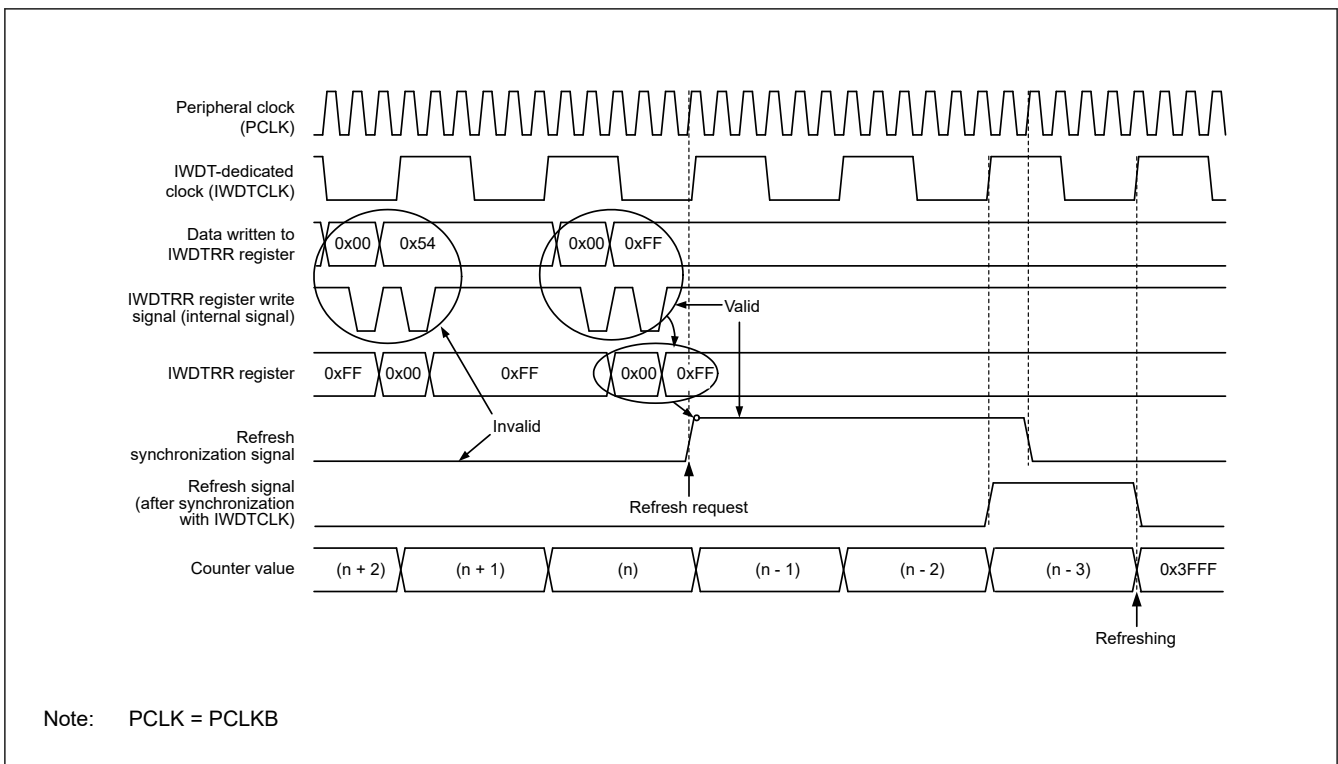 Peripheral clock
(PCLK)
IWDT-dedicated
clock (IWDTCLK)
Data written to
IWDTRR register
0x00 0x54 0x00 0xFF
IWDTRR register write
signal (internal signal)
Valid
IWDTRR register
0xFF 0x00 0xFF 0x00 0xFF
Invalid
Refresh
synchronization signal
Refresh request
Refresh signal
(after synchronization
with IWDTCLK)
Counter value
(n + 2) (n + 1) (n) (n - 1) (n - 2) (n - 3) 0x3FFF
Refreshing
Note: PCLK = PCLKB